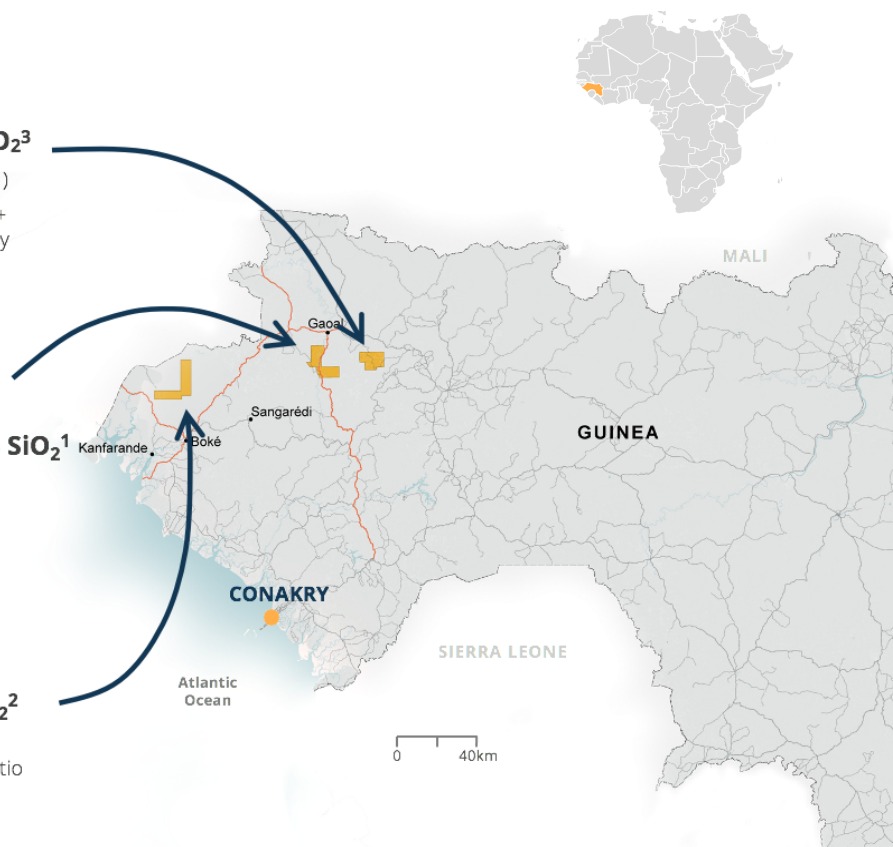 O₂³
)
+
y
MALI
Gaoal
Sangarédi
SiO₂¹
Kanfarande
Boké
GUINEA
CONAKRY
SIERRA LEONE
Atlantic
Ocean
₂²
0 40km
tio